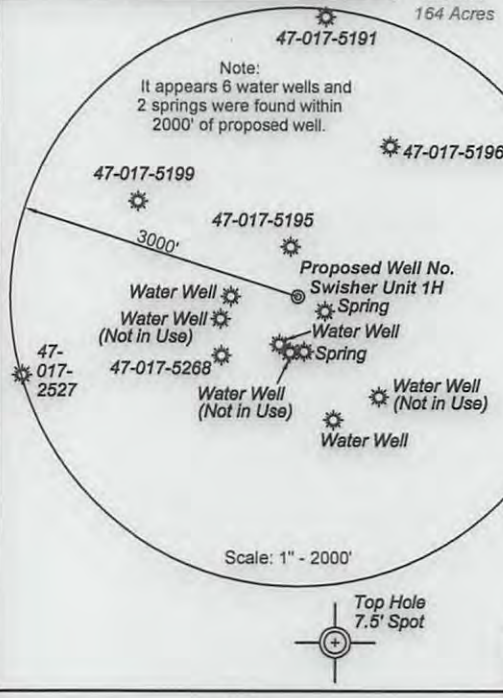 164 Acres
47-017-5191
Note:
It appears 6 water wells and
2 springs were found within
2000' of proposed well.
47-017-5196
47-017-5199
47-017-5195
3000'
Proposed Well No.
Swisher Unit 1H
Water Well
Spring
Water Well
(Not in Use)
Water Well
47-
017-
2527
47-017-5268
Spring
Water Well
(Not in Use)
Water Well
(Not in Use)
Water Well
Scale: 1" - 2000'
Top Hole
7.5' Spot